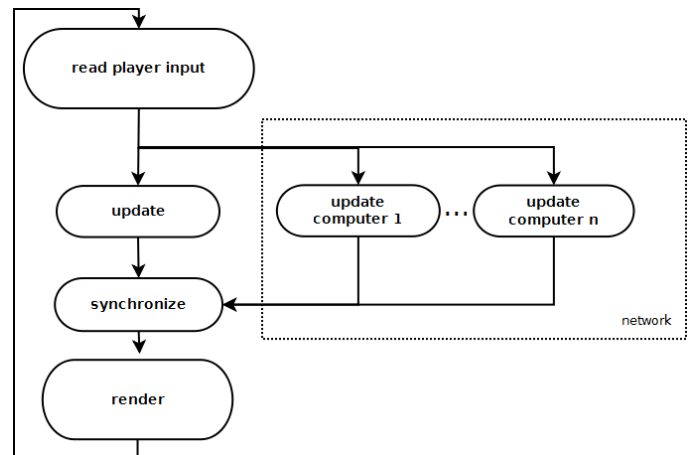 read player input
update
update
computer 1
...
update
computer n
synchronize
network
render